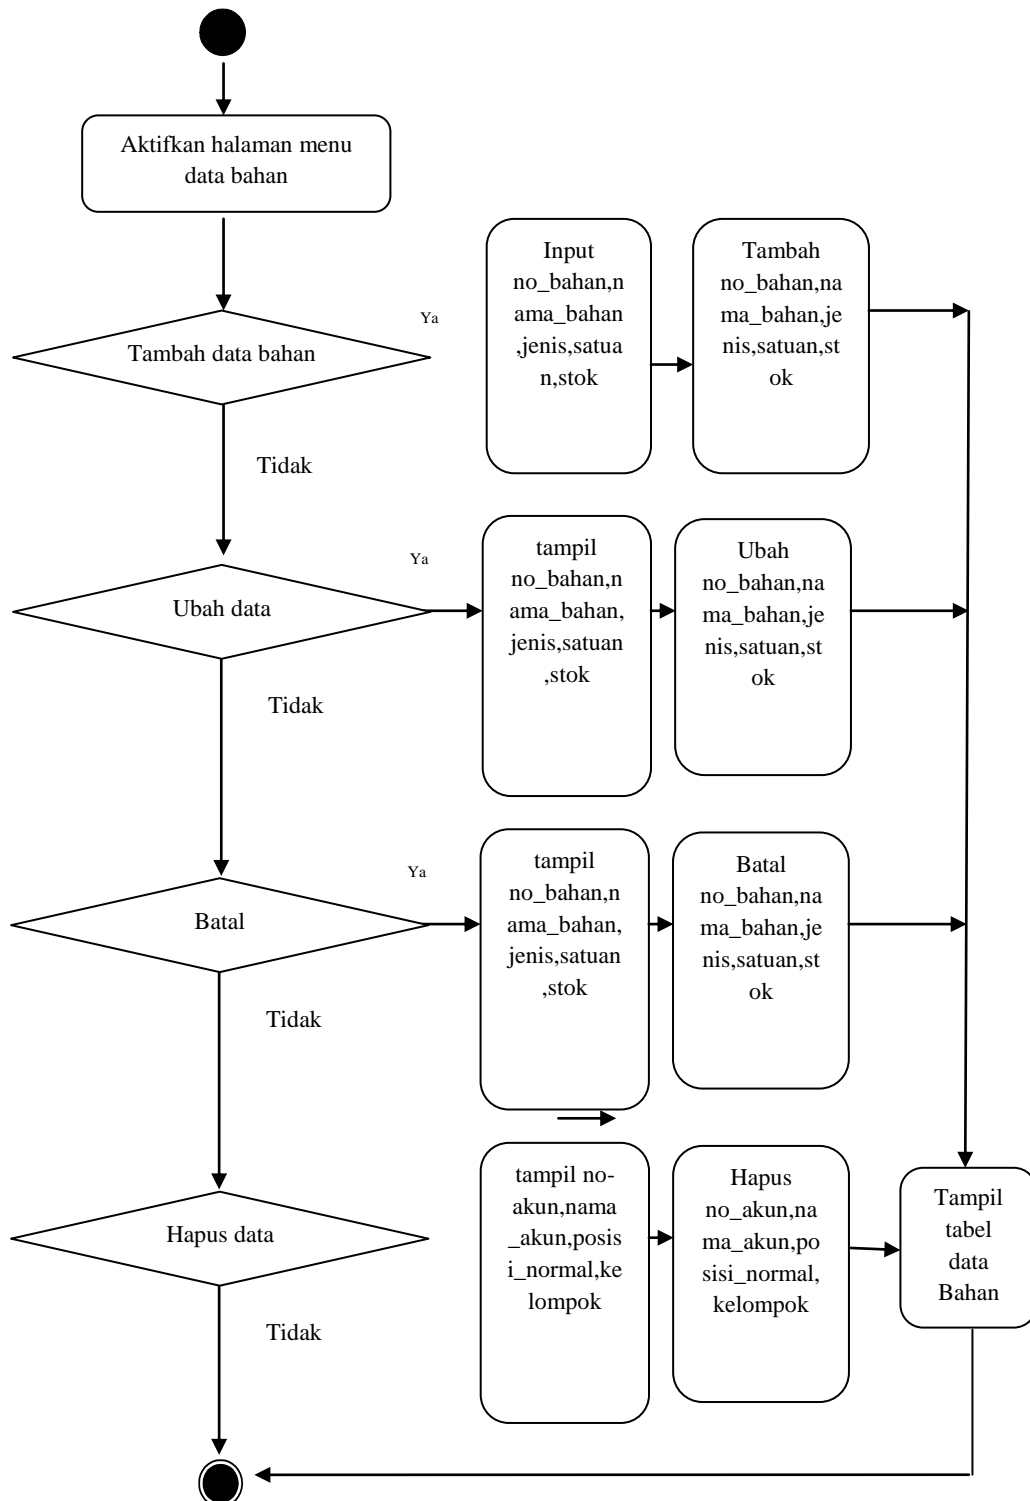 Aktifkan halaman menu
data bahan
Tambah data bahan
Ya
Input
no_bahan,n
ama_bahan
,jenis,satua
n,stok
Tambah
no_bahan,na
ma_bahan,je
nis,satuan,st
ok
Tidak
Ubah data
Ya
tampil
no_bahan,n
ama_bahan,
jenis,satuan
,stok
Ubah
no_bahan,na
ma_bahan,je
nis,satuan,st
ok
Tidak
Batal
Ya
tampil
no_bahan,n
ama_bahan,
jenis,satuan
,stok
Batal
no_bahan,na
ma_bahan,je
nis,satuan,st
ok
Tidak
Hapus data
tampil no-
akun,nama
_akun,posis
i_normal,ke
lompok
Hapus
no_akun,na
ma_akun,po
sisi_normal,
kelompok
Tampil
tabel
data
Bahan
Tidak